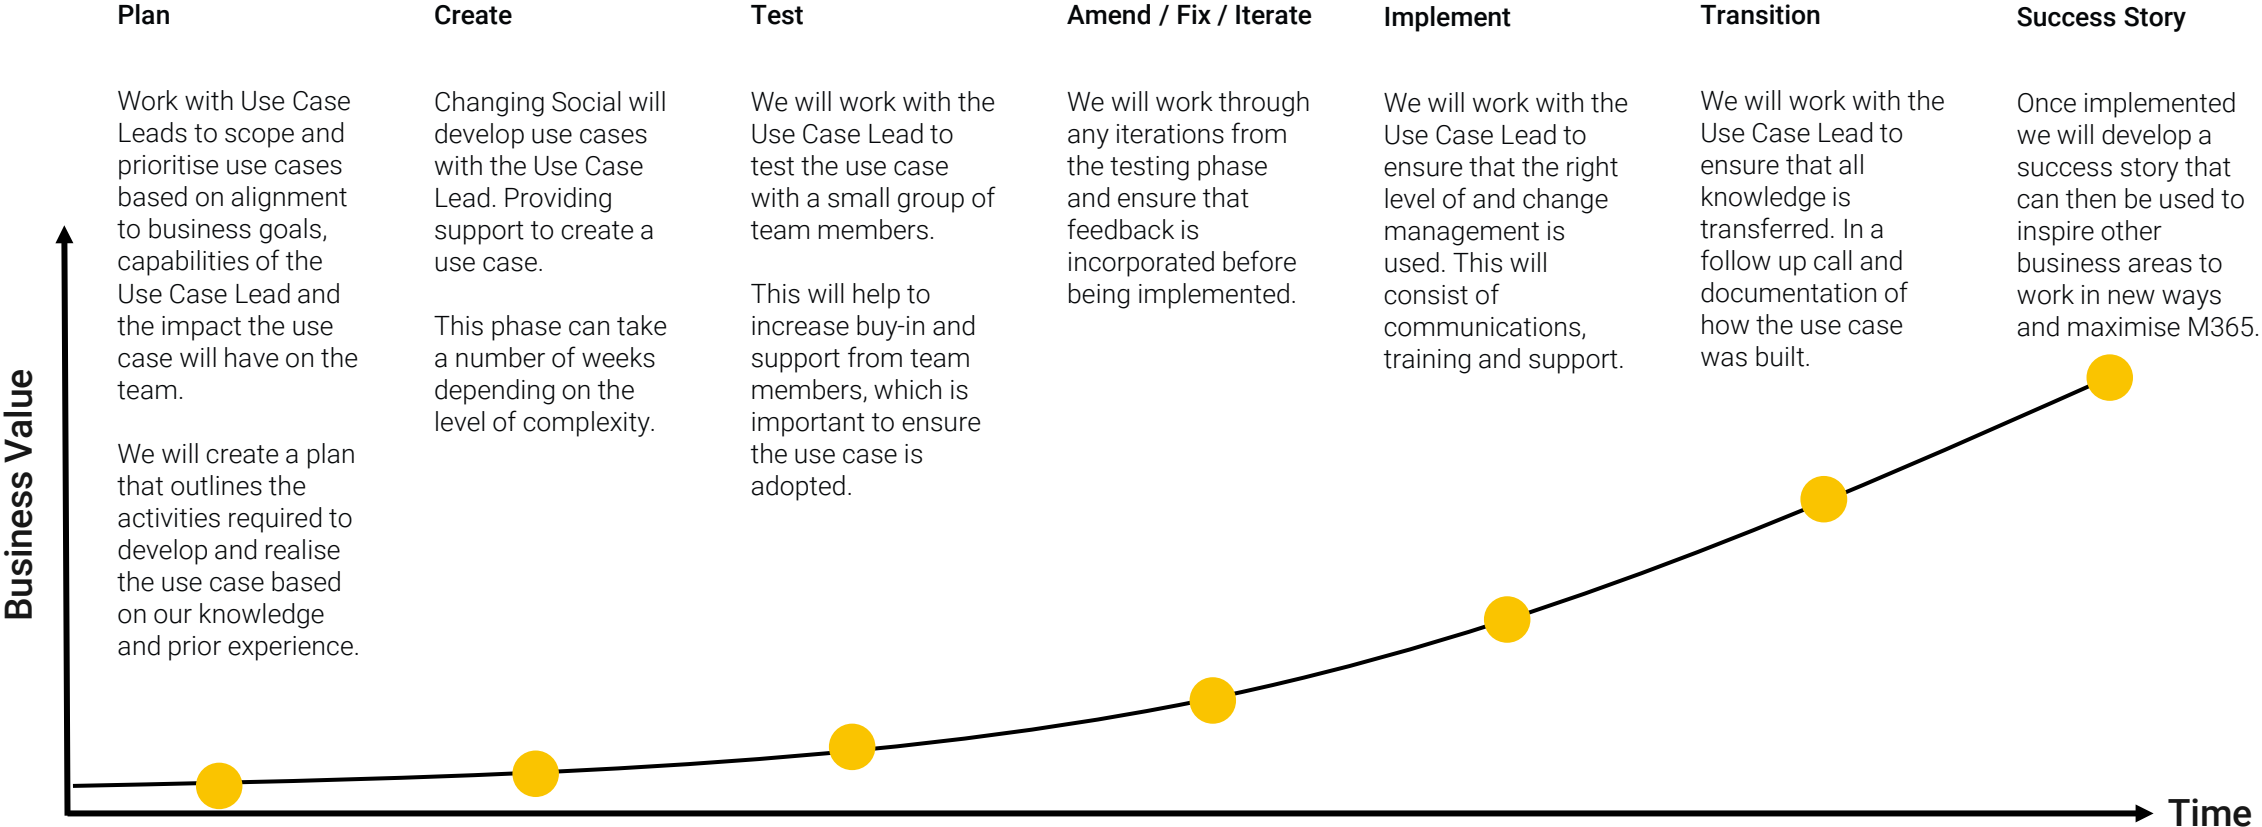 Plan
Work with Use Case
Leads to scope and
prioritise use cases
based on alignment
to business goals,
capabilities of the
Use Case Lead and
the impact the use
case will have on the
team.
We will create a plan
that outlines the
activities required to
develop and realise
the use case based
on our knowledge
and prior experience.
Create
Changing Social will
develop use cases
with the Use Case
Lead. Providing
support to create a
use case.
This phase can take
a number of weeks
depending on the
level of complexity.
Test
We will work with the
Use Case Lead to
test the use case
with a small group of
team members.
This will help to
increase buy-in and
support from team
members, which is
important to ensure
the use case is
adopted.
Amend / Fix / Iterate
We will work through
any iterations from
the testing phase
and ensure that
feedback is
incorporated before
being implemented.
Implement
We will work with the
Use Case Lead to
ensure that the right
level of and change
management is
used. This will
consist of
communications,
training and support.
Transition
We will work with the
Use Case Lead to
ensure that all
knowledge is
transferred. In a
follow up call and
documentation of
how the use case
was built.
Success Story
Once implemented
we will develop a
success story that
can then be used to
inspire other
business areas to
work in new ways
and maximise M365.
Business Value
Time